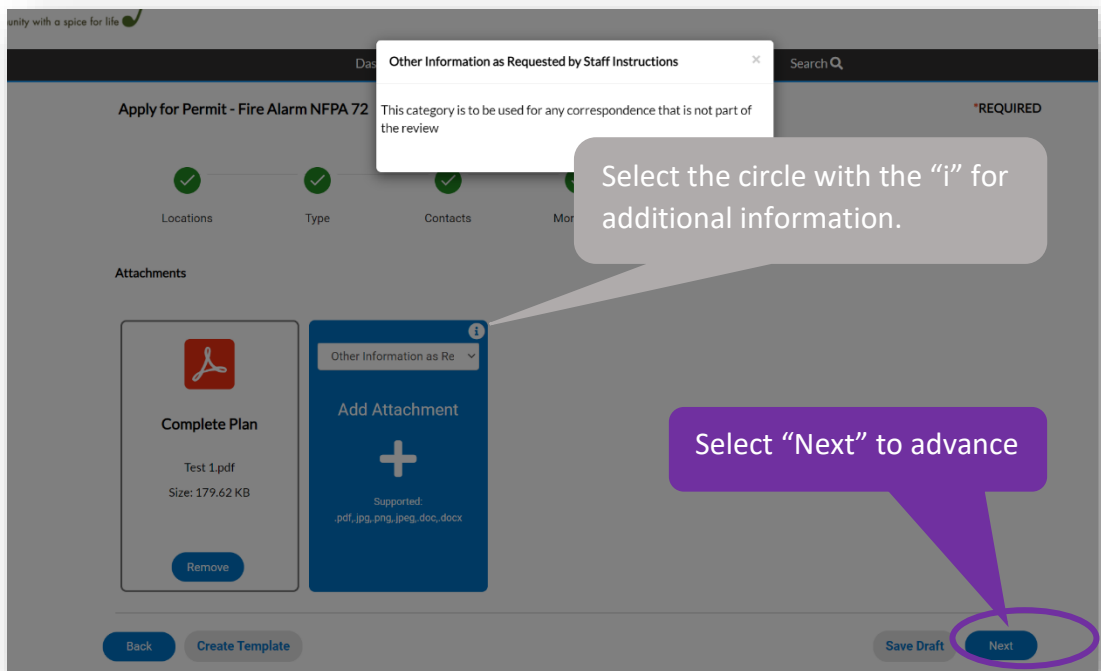 unity with a spice for life
Other Information as Requested by Staff Instructions ×
Das
Search
Apply for Permit - Fire Alarm NFPA 72
This category is to be used for any correspondence that is not part of
the review
*REQUIRED
Select the circle with the “i” for
additional information.
Locations
Type
Contacts
Mor
Attachments
i
Other Information as Re
Complete Plan
Test 1.pdf
Size: 179.62 KB
Remove
Add Attachment
Supported:
.pdf,.jpg,.png,.jpeg,.doc,.docx
Select “Next” to advance
Back
Create Template
Save Draft
Next